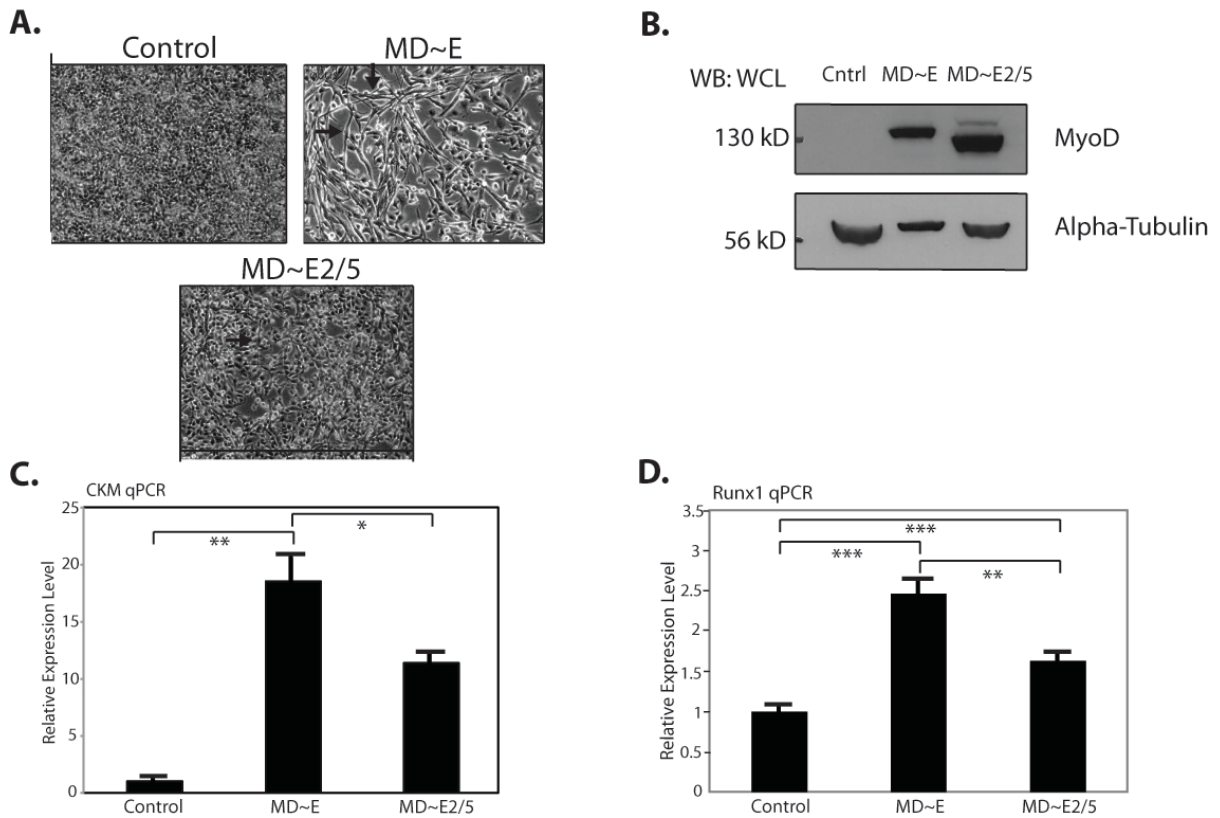 A.
Control
MD~E
MD~E2/5
B.
WB: WCL
Cntrl
MD~E
MD~E2/5
130 kD
MyoD
56 kD
Alpha-Tubulin
C.
CKM qPCR
Relative Expression Level
25
20
15
10
5
0
**
*
Control
MD~E
MD~E2/5
D.
Runx1 qPCR
Relative Expression Level
3.5
3
2.5
2
1.5
1
0.5
0
***
***
**
Control
MD~E
MD~E2/5